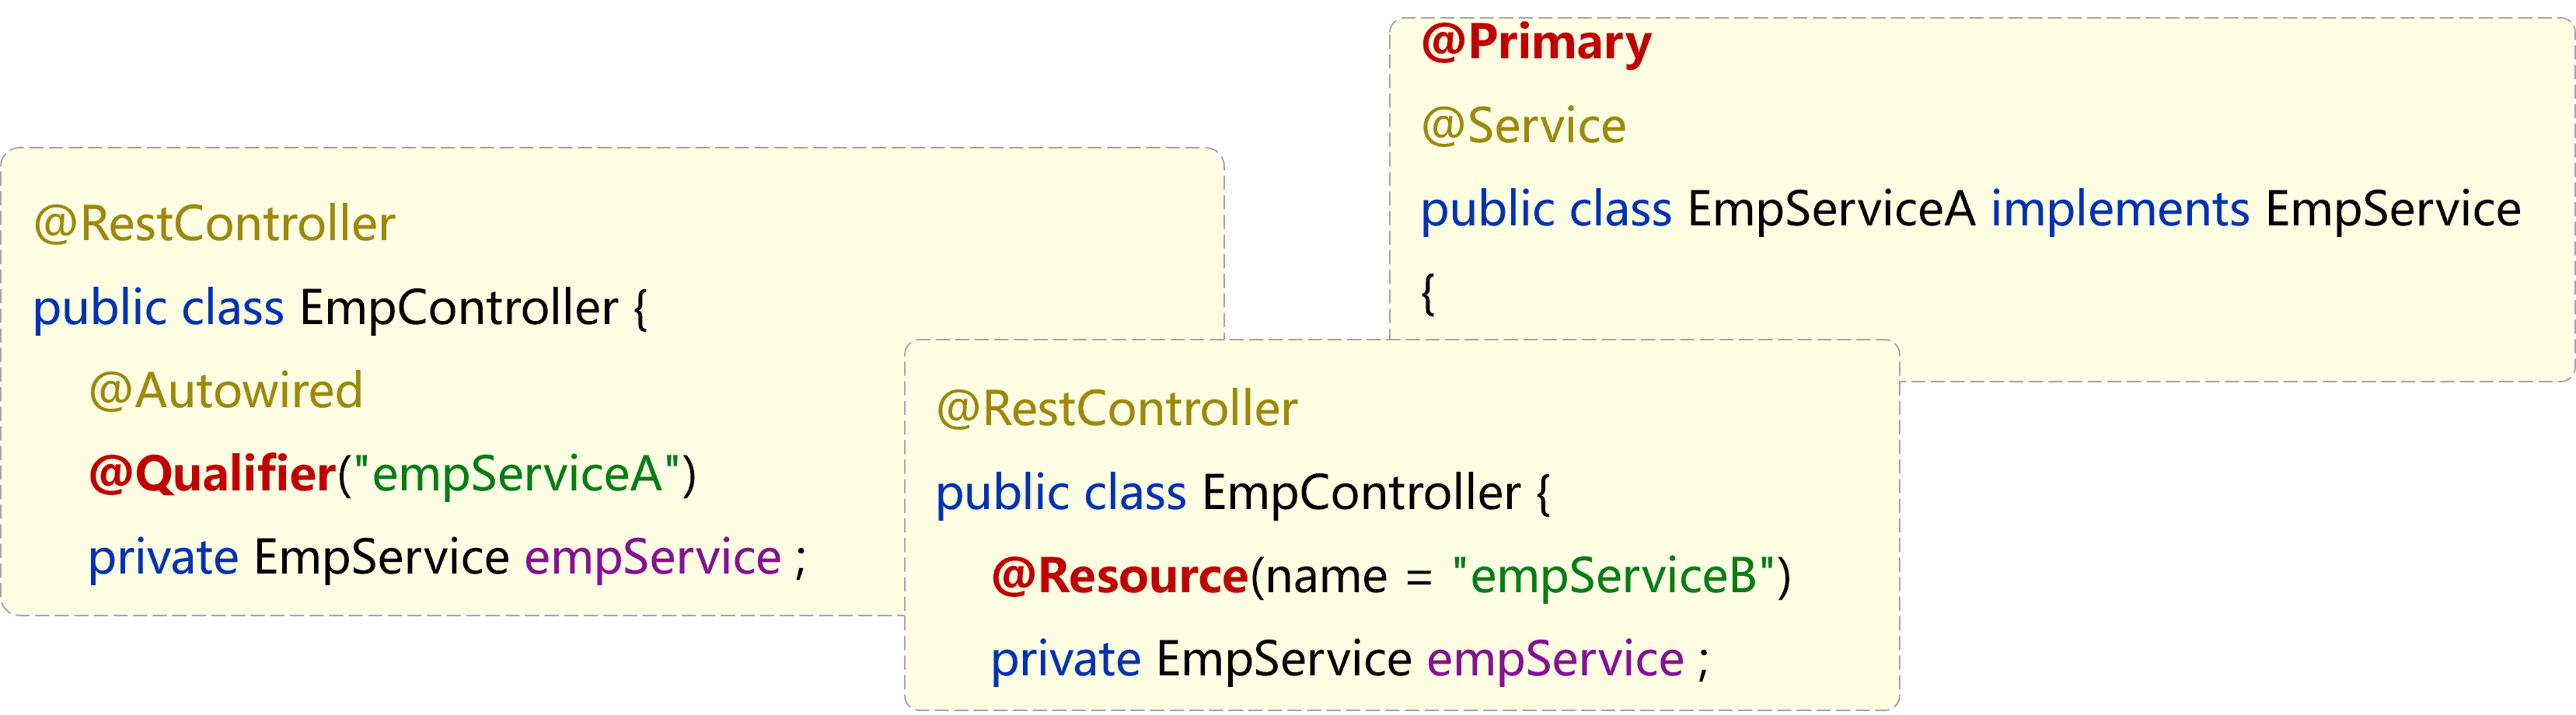 @Primary
@Service
public class EmpServiceA implements EmpService
{
@RestController
public class EmpController {
@Autowired
@Qualifier("empServiceA")
private EmpService empService ;
@RestController
public class EmpController {
@Resource(name = "empServiceB")
private EmpService empService ;